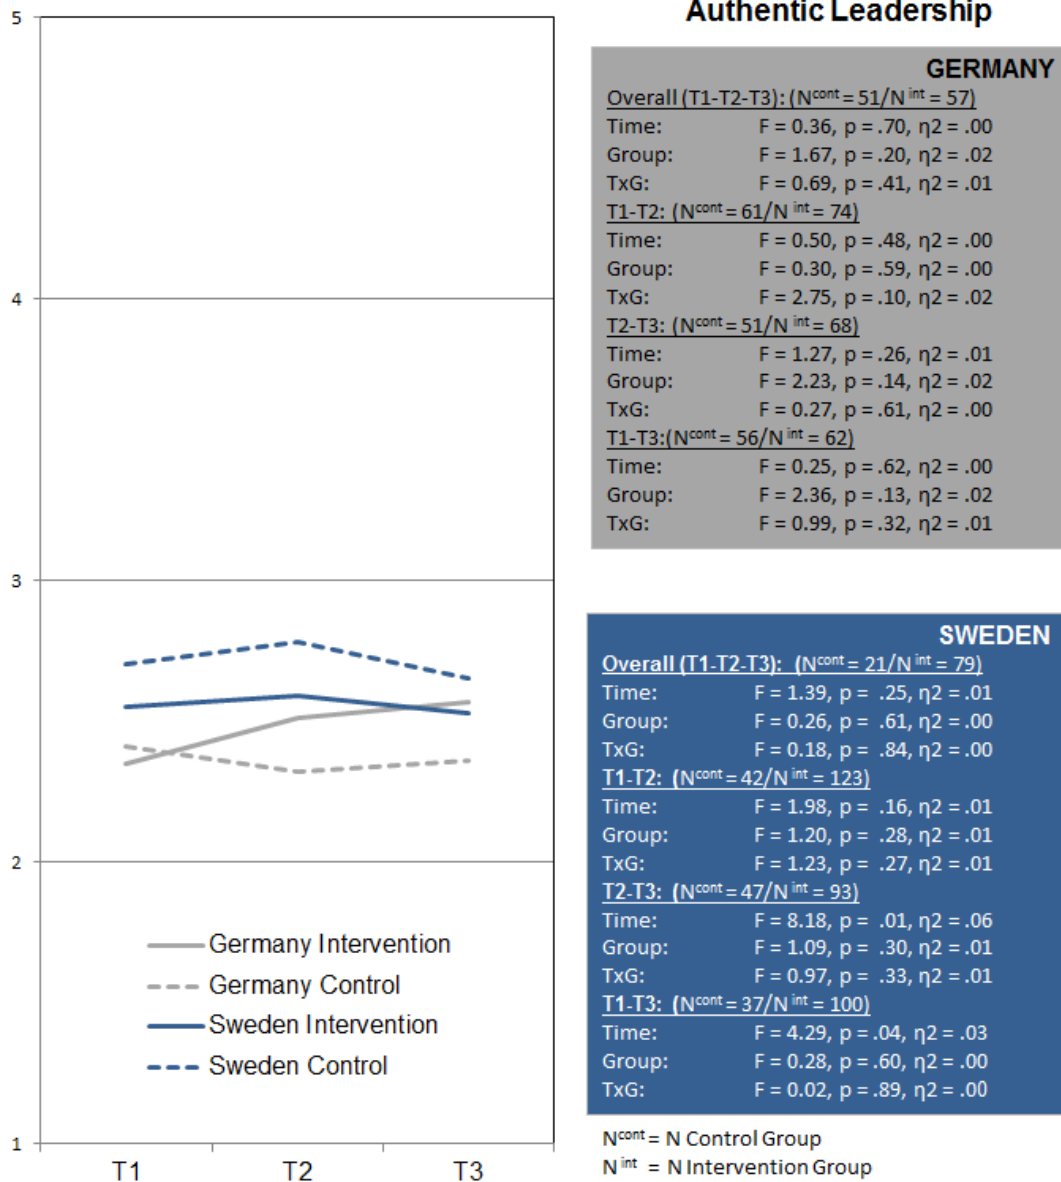 Authentic Leadership
5
4
3
2
1
T1 T2 T3
Germany Intervention
Germany Control
Sweden Intervention
Sweden Control
GERMANY
Overall (T1-T2-T3): (N^cont = 51/N^int = 57)
Time: F = 0.36, p = .70, η2 = .00
Group: F = 1.67, p = .20, η2 = .02
TxG: F = 0.69, p = .41, η2 = .01
T1-T2: (N^cont = 61/N^int = 74)
Time: F = 0.50, p = .48, η2 = .00
Group: F = 0.30, p = .59, η2 = .00
TxG: F = 2.75, p = .10, η2 = .02
T2-T3: (N^cont = 51/N^int = 68)
Time: F = 1.27, p = .26, η2 = .01
Group: F = 2.23, p = .14, η2 = .02
TxG: F = 0.27, p = .61, η2 = .00
T1-T3:(N^cont = 56/N^int = 62)
Time: F = 0.25, p = .62, η2 = .00
Group: F = 2.36, p = .13, η2 = .02
TxG: F = 0.99, p = .32, η2 = .01
SWEDEN
Overall (T1-T2-T3): (N^cont = 21/N^int = 79)
Time: F = 1.39, p = .25, η2 = .01
Group: F = 0.26, p = .61, η2 = .00
TxG: F = 0.18, p = .84, η2 = .00
T1-T2: (N^cont = 42/N^int = 123)
Time: F = 1.98, p = .16, η2 = .01
Group: F = 1.20, p = .28, η2 = .01
TxG: F = 1.23, p = .27, η2 = .01
T2-T3: (N^cont = 47/N^int = 93)
Time: F = 8.18, p = .01, η2 = .06
Group: F = 1.09, p = .30, η2 = .01
TxG: F = 0.97, p = .33, η2 = .01
T1-T3: (N^cont = 37/N^int = 100)
Time: F = 4.29, p = .04, η2 = .03
Group: F = 0.28, p = .60, η2 = .00
TxG: F = 0.02, p = .89, η2 = .00
N^cont = N Control Group
N^int = N Intervention Group